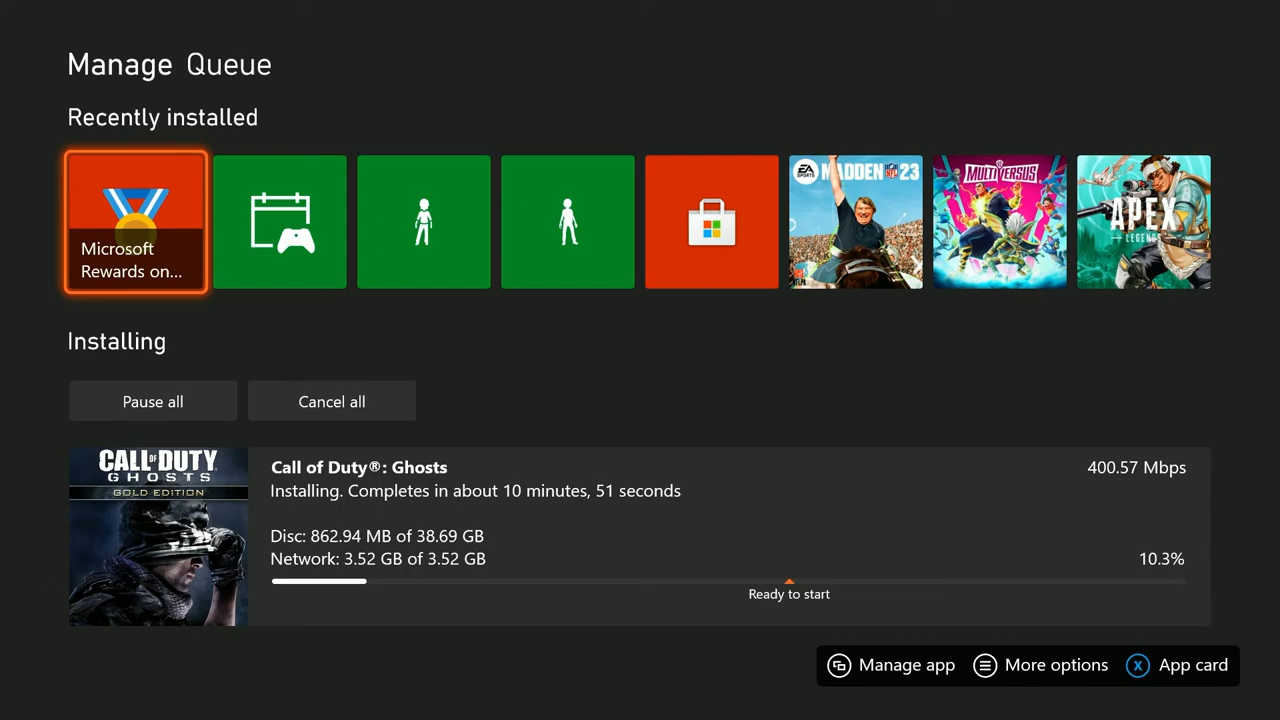 Manage Queue
Recently installed
Microsoft
Rewards on...
EA
SPORTS
MADDEN NFL 23
MULTIVERSUS
APEX
LEGENDS
Installing
Pause all
Cancel all
CALL OF DUTY
GHOSTS
GOLD EDITION
Call of Duty®: Ghosts
400.57 Mbps
Installing. Completes in about 10 minutes, 51 seconds
Disc: 862.94 MB of 38.69 GB
Network: 3.52 GB of 3.52 GB
10.3%
Ready to start
Manage app
More options
X App card